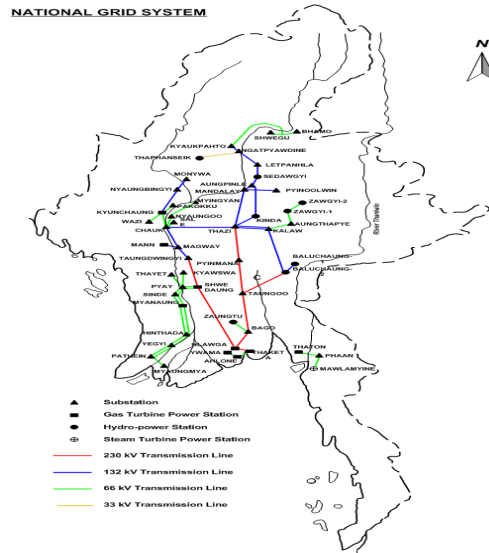 NATIONAL GRID SYSTEM
N
SHWEGU
BHAMO
KYAUKPAHTO
NGATPYAWDINE
THAPHANSEIK
LETPANHLA
MONYWA
SEDAWGYI
AUNGPINLE
NYAUNGBINGYI
MANDALAY
PYINOOLWIN
MYINGYAN
PAKOKKU
ZAWGYI-2
KYUNCHAUNG
ZAWGYI-1
NYAUNGOO
WAZI
SAL
E
KINDA
AUNGTHAPYE
CHAUK
THAZI
KALAW
River Thanlwin
MANN
MAGWAY
BALUCHAUNG
1
TAUNGDWINGYI
PYINMANA
BALUCHAUNG
2
THAYET
KYAWSWA
C
PYAY
SHWE
DAUNG
SINDE
TAUNGOO
MYANAUNG
ZAUNGTU
BAGO
HINTHADA
YEGYI
HLAWGA
THATON
YWAMA
THAKET
A
PATHEIN
AHLONE
PHAAN
MYAUNGMYA
MAWLAMYINE
Substation
Gas Turbine Power Station
Hydro-power Station
Steam Turbine Power Station
230 kV Transmission Line
132 kV Transmission Line
66 kV Transmission Line
33 kV Transmission Line